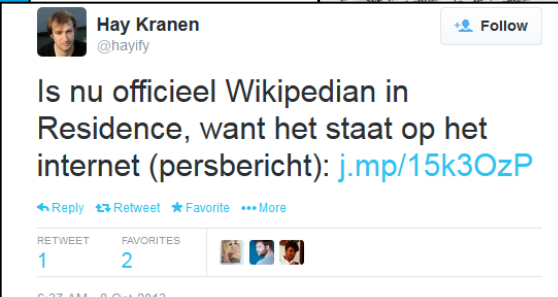 Hay Kranen
@hayify
Follow
Is nu officieel Wikipedian in
Residence, want het staat op het
internet (persbericht): j.mp/15k3OzP
Reply Retweet Favorite More
RETWEET FAVORITES
1 2